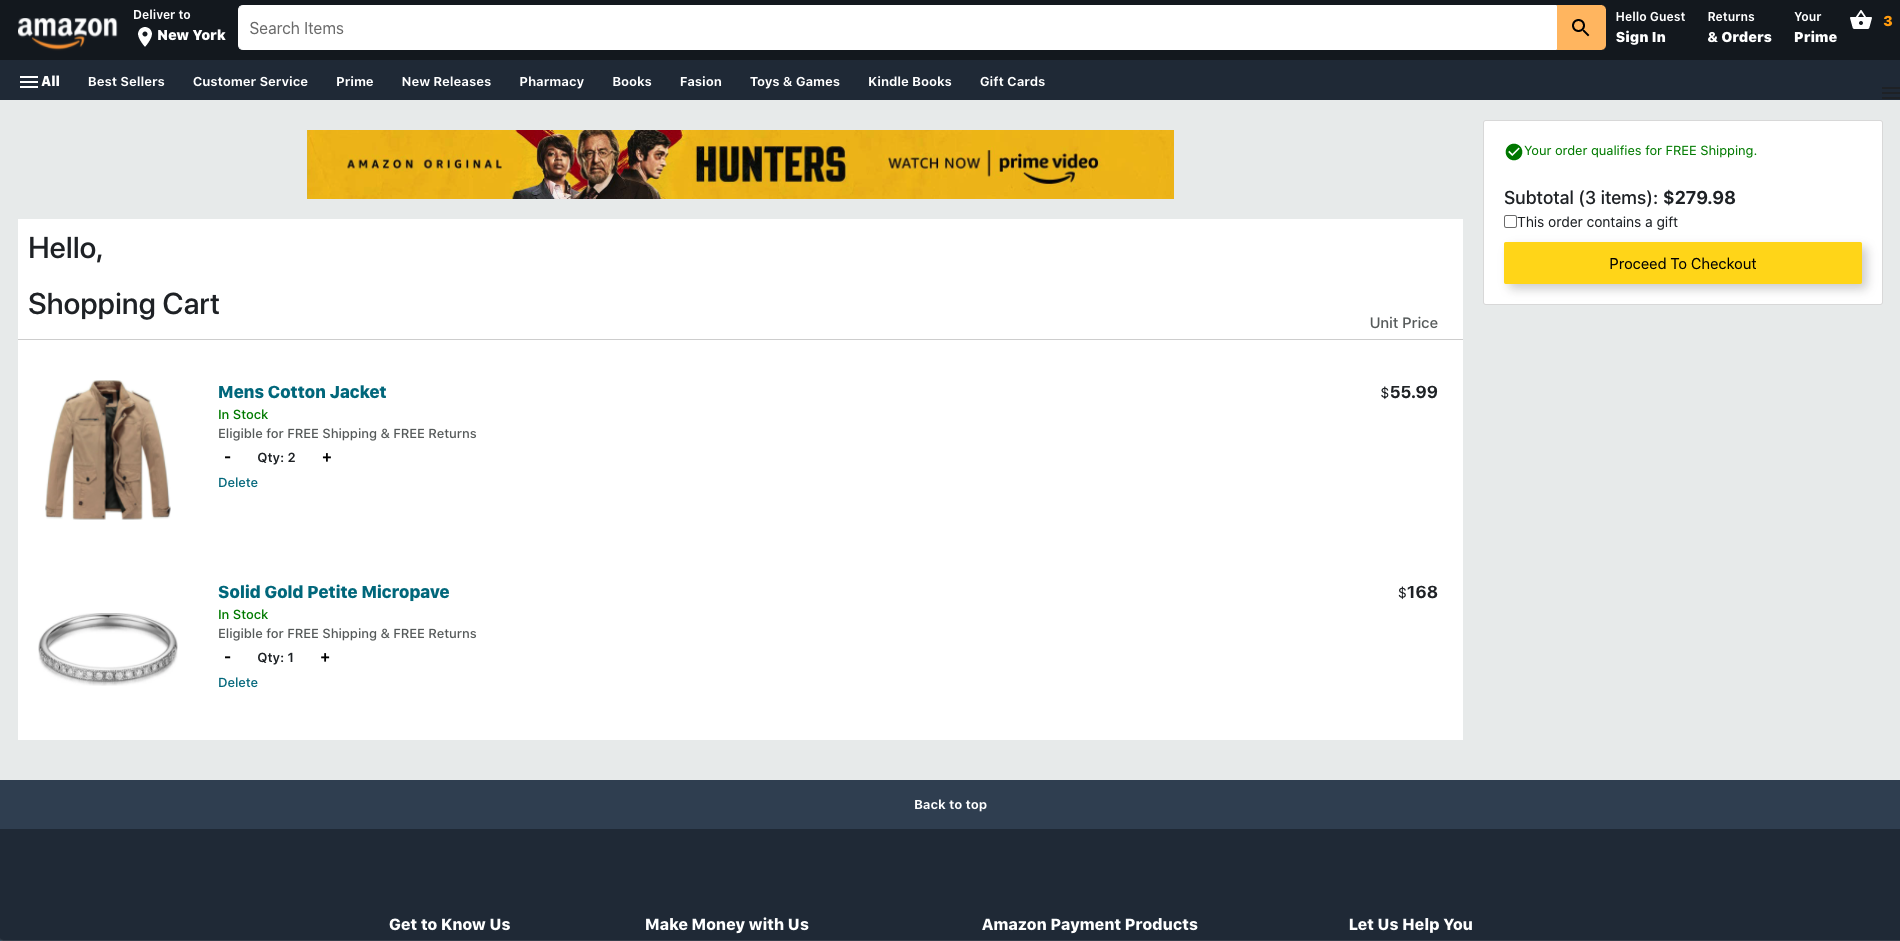 amazon
Deliver to
New York
Search Items
Hello Guest
Sign In
Returns
& Orders
Your
Prime
3
All
Best Sellers
Customer Service
Prime
New Releases
Pharmacy
Books
Fasion
Toys & Games
Kindle Books
Gift Cards
AMAZON ORIGINAL
HUNTERS
WATCH NOW | prime video
Your order qualifies for FREE Shipping.
Subtotal (3 items): $279.98
This order contains a gift
Proceed To Checkout
Hello,
Shopping Cart
Unit Price
Mens Cotton Jacket
$55.99
In Stock
Eligible for FREE Shipping & FREE Returns
- Qty: 2 +
Delete
Solid Gold Petite Micropave
$168
In Stock
Eligible for FREE Shipping & FREE Returns
- Qty: 1 +
Delete
Back to top
Get to Know Us
Make Money with Us
Amazon Payment Products
Let Us Help You